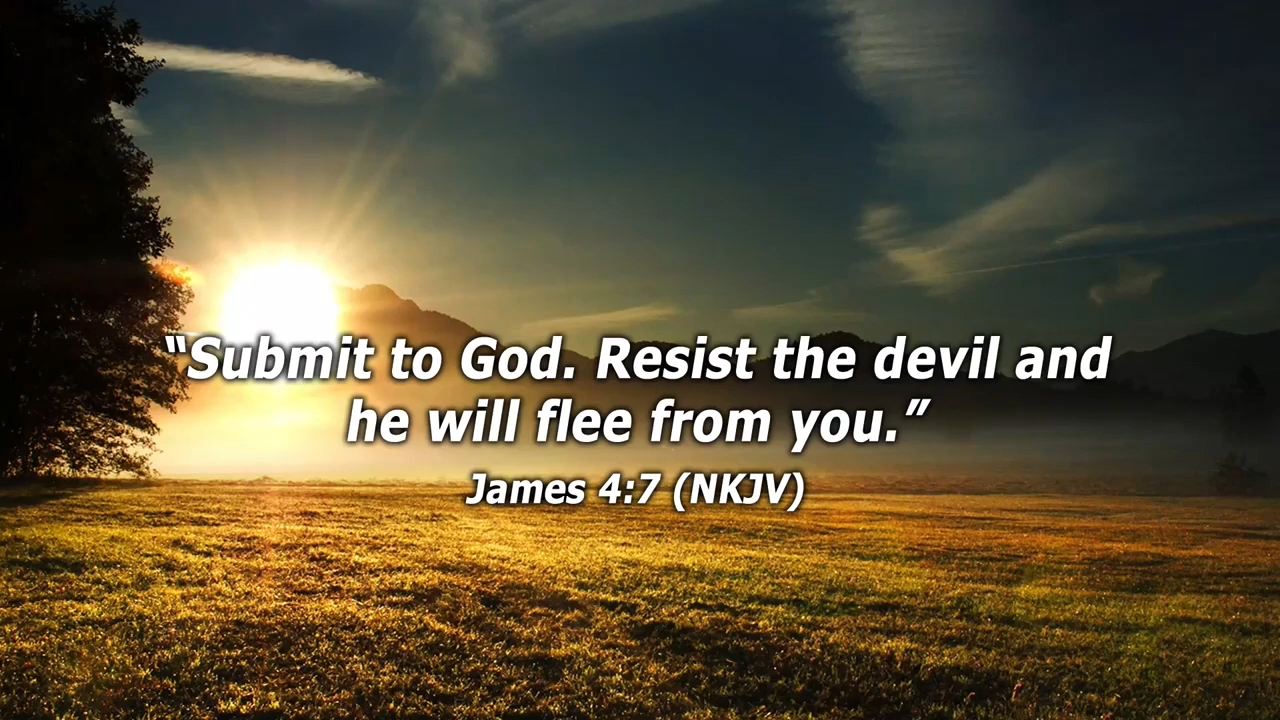 “Submit to God. Resist the devil and
he will flee from you.”
James 4:7 (NKJV)